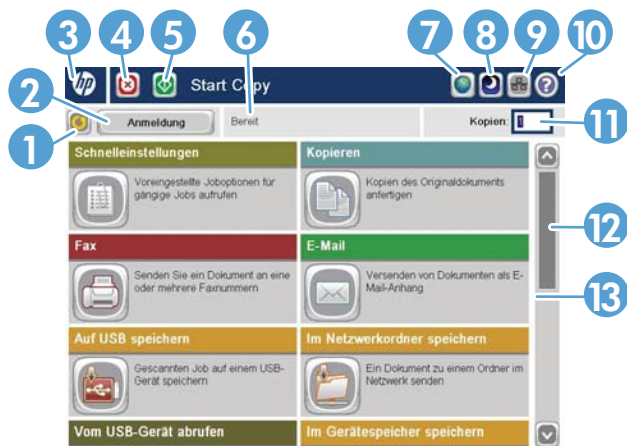 3 4 5 6 7 8 9 10
hp Start Copy ?
2 Anmeldung Bereit Kopien: 1 11
1
Schnelleinstellungen
Voreingestellte Joboptionen für
gängige Jobs aufrufen
Kopieren
Kopien des Originaldokuments
anfertigen
12
Fax
Senden Sie ein Dokument an eine
oder mehrere Faxnummern
E-Mail
Versenden von Dokumenten als E-
Mail-Anhang
13
Auf USB speichern
Gescannten Job auf einem USB-
Gerät speichern
Im Netzwerkordner speichern
Ein Dokument zu einem Ordner im
Netzwerk senden
Vom USB-Gerät abrufen
Im Gerätespeicher speichern